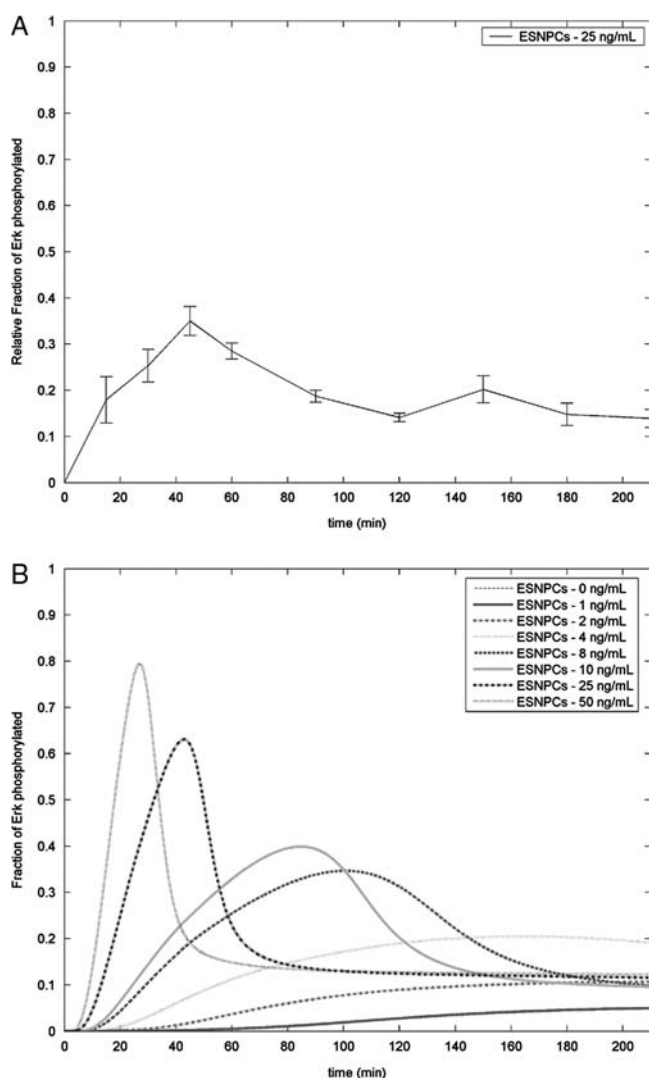 A
ESNPCs - 25 ng/mL
1
0.9
0.8
0.7
0.6
0.5
0.4
0.3
0.2
0.1
0
Relative Fraction of Erk phosphorylated
0 20 40 60 80 100 120 140 160 180 200
time (min)
B
ESNPCs - 0 ng/mL
ESNPCs - 1 ng/mL
ESNPCs - 2 ng/mL
ESNPCs - 4 ng/mL
ESNPCs - 8 ng/mL
ESNPCs - 10 ng/mL
ESNPCs - 25 ng/mL
ESNPCs - 50 ng/mL
1
0.9
0.8
0.7
0.6
0.5
0.4
0.3
0.2
0.1
0
Fraction of Erk phosphorylated
0 20 40 60 80 100 120 140 160 180 200
time (min)